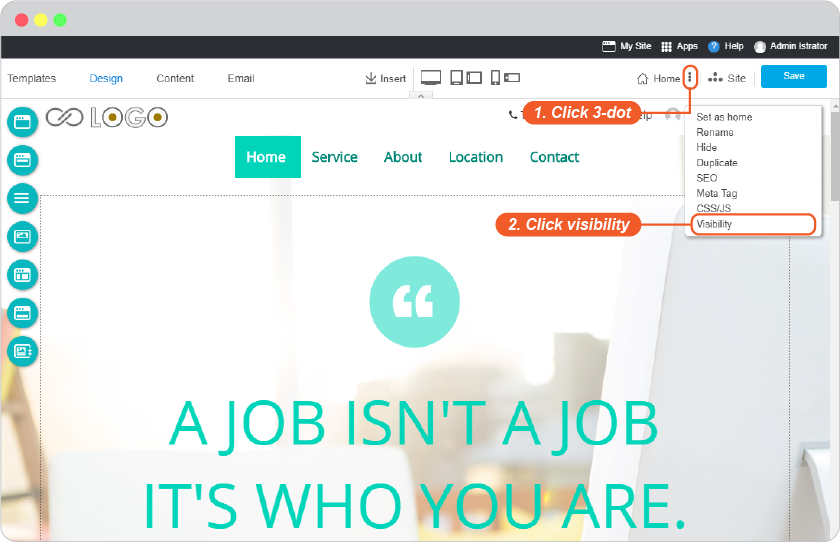 My Site Apps Help Admin Istrator
Templates Design Content Email Insert Home Site Save
LOGO
1. Click 3-dot
Set as home
Rename
Hide
Duplicate
SEO
Meta Tag
CSS/JS
Visibility
Home Service About Location Contact
2. Click visibility
A JOB ISN'T A JOB
IT'S WHO YOU ARE.